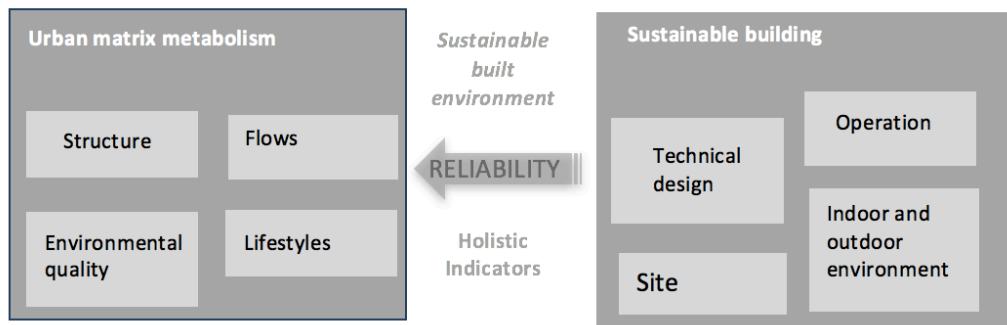 Urban matrix metabolism
Structure
Flows
Environmental
quality
Lifestyles
Sustainable
built
environment
RELIABILITY
Holistic
Indicators
Sustainable building
Technical
design
Operation
Site
Indoor and
outdoor
environment